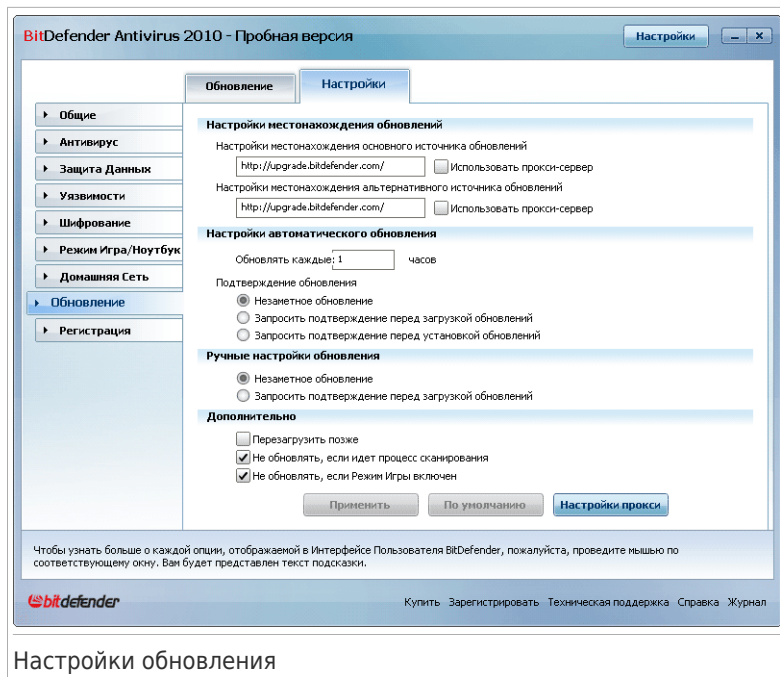 BitDefender Antivirus 2010 - Пробная версия
Настройки
Обновление
Настройки
Общие
Антивирус
Защита Данных
Уязвимости
Шифрование
Режим Игра/Ноутбук
Домашняя Сеть
Обновление
Регистрация
Настройки местонахождения обновлений
Настройки местонахождения основного источника обновлений
http://upgrade.bitdefender.com/ Использовать прокси-сервер
Настройки местонахождения альтернативного источника обновлений
http://upgrade.bitdefender.com/ Использовать прокси-сервер
Настройки автоматического обновления
Обновлять каждые: 1 часов
Подтверждение обновления
Незаметное обновление
Запросить подтверждение перед загрузкой обновлений
Запросить подтверждение перед установкой обновлений
Ручные настройки обновления
Незаметное обновление
Запросить подтверждение перед загрузкой обновлений
Дополнительно
Перезагрузить позже
Не обновлять, если идет процесс сканирования
Не обновлять, если Режим Игры включен
Применить По умолчанию Настройки прокси
Чтобы узнать больше о каждой опции, отображаемой в Интерфейсе Пользователя BitDefender, пожалуйста, проведите мышью по
соответствующему окну. Вам будет представлен текст подсказки.
bitdefender
Купить Зарегистрировать Техническая поддержка Справка Журнал
Настройки обновления